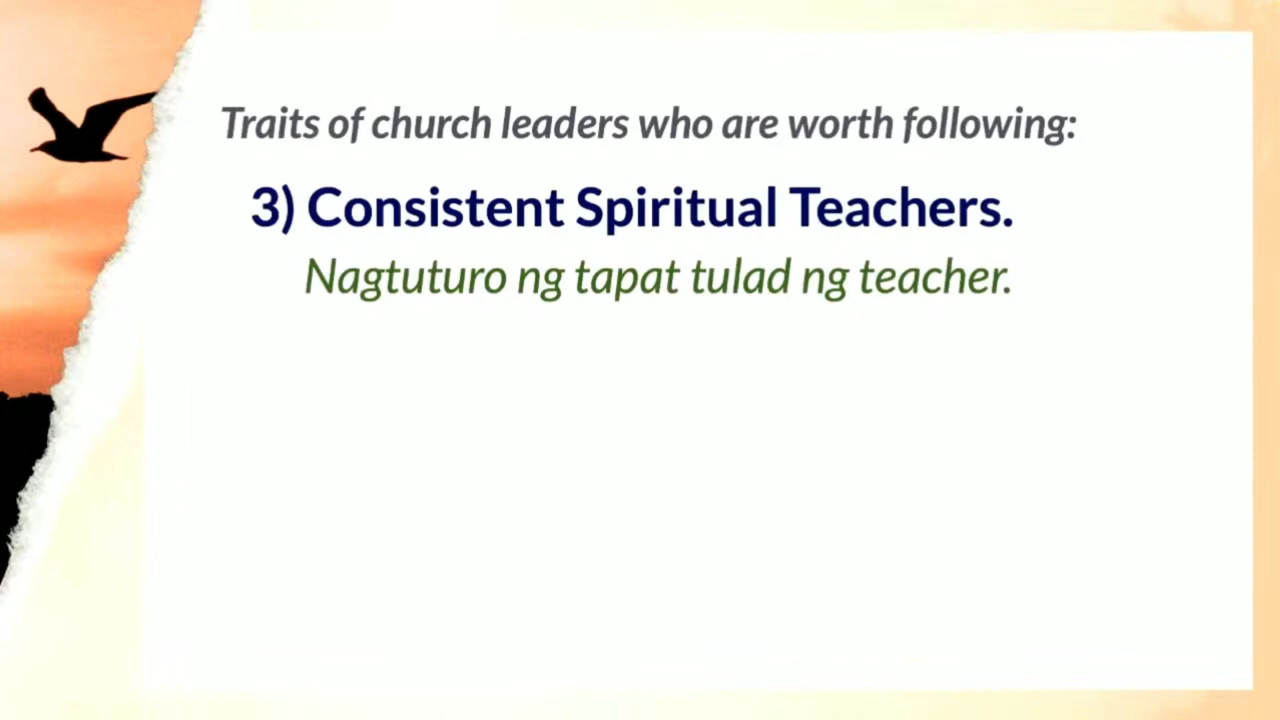 Traits of church leaders who are worth following:
3) Consistent Spiritual Teachers.
Nagtuturo ng tapat tulad ng teacher.